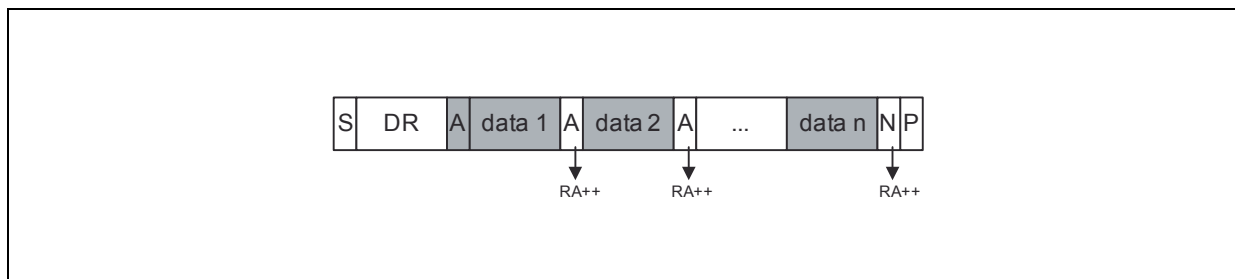 S DR A data 1 A data 2 A ... data n N P
RA++ RA++ RA++